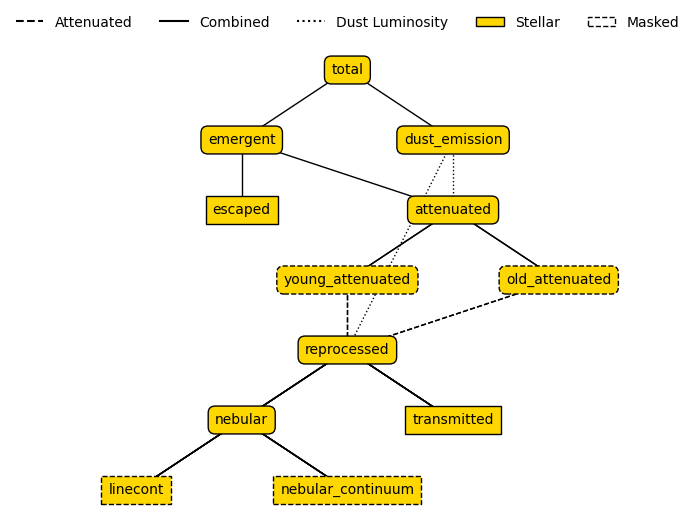 Attenuated Combined Dust Luminosity Stellar Masked
total
emergent dust_emission
escaped attenuated
young_attenuated old_attenuated
reprocessed
nebular transmitted
linecont nebular_continuum